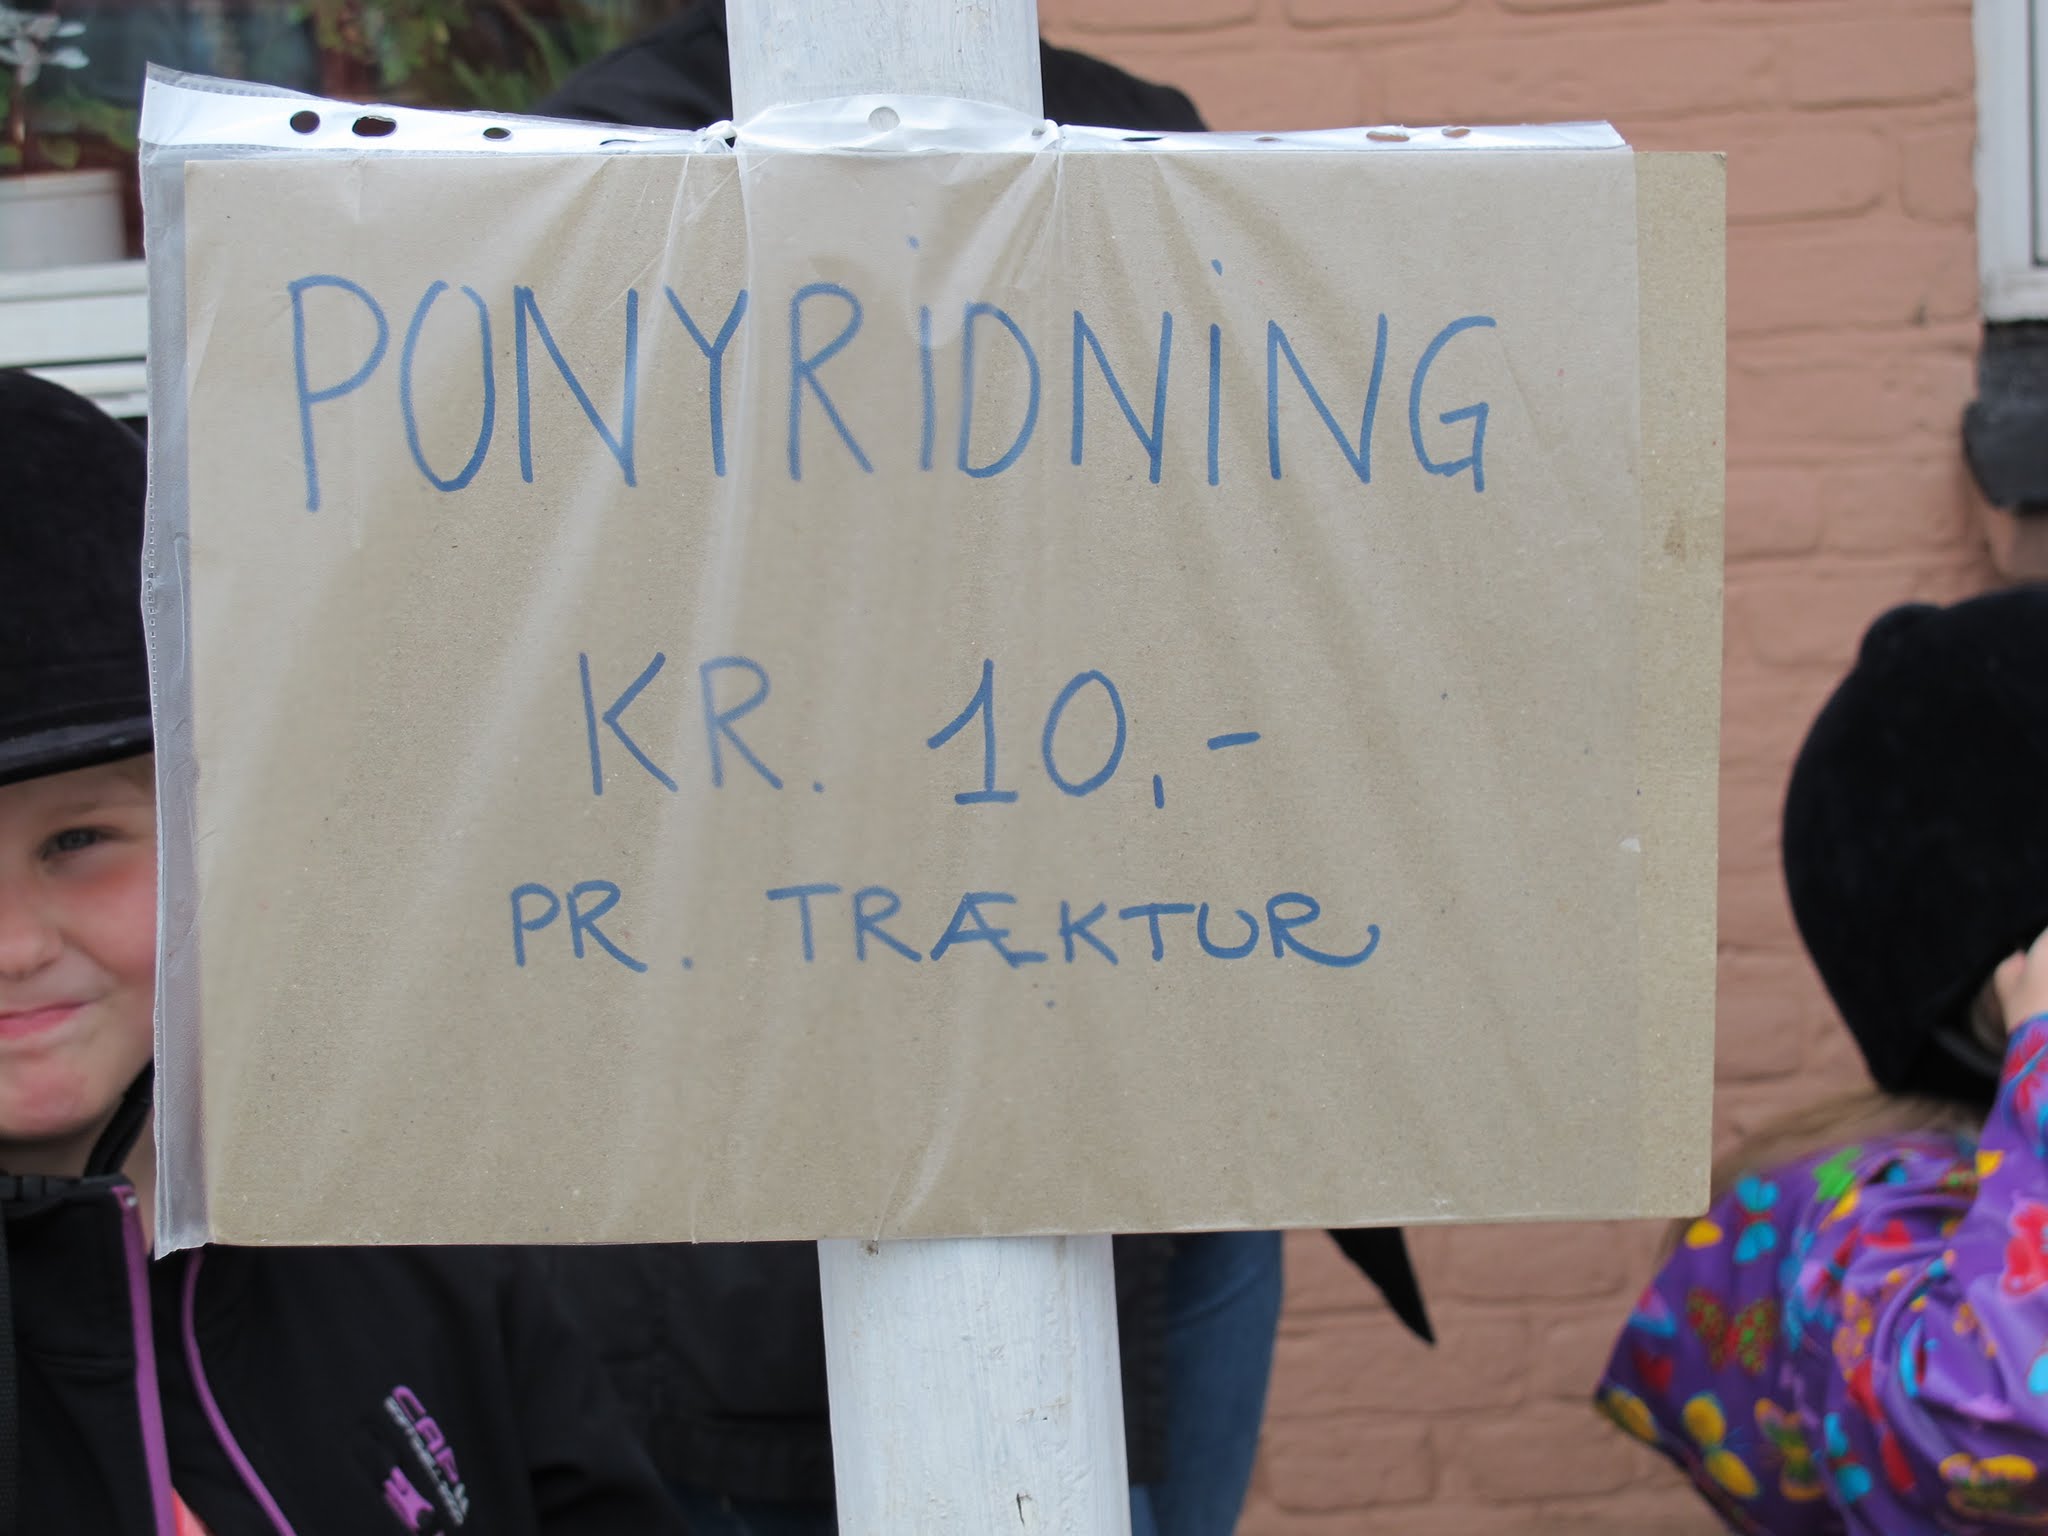 PONYRIDNING
KR. 10,-
PR. TRÆKTUR